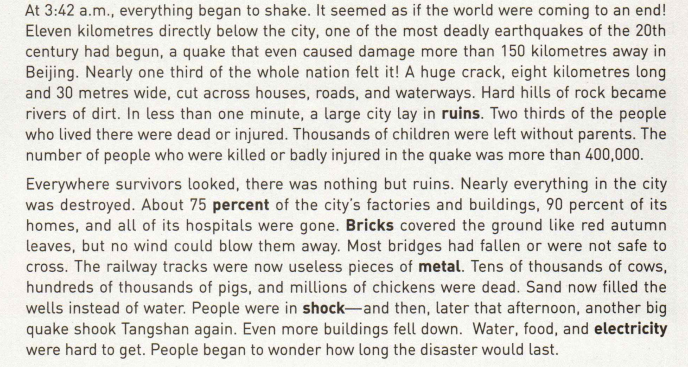 At 3:42 a.m., everything began to shake. It seemed as if the world were coming to an end!
Eleven kilometres directly below the city, one of the most deadly earthquakes of the 20th
century had begun, a quake that even caused damage more than 150 kilometres away in
Beijing. Nearly one third of the whole nation felt it! A huge crack, eight kilometres long
and 30 metres wide, cut across houses, roads, and waterways. Hard hills of rock became
rivers of dirt. In less than one minute, a large city lay in ruins. Two thirds of the people
who lived there were dead or injured. Thousands of children were left without parents. The
number of people who were killed or badly injured in the quake was more than 400,000.
Everywhere survivors looked, there was nothing but ruins. Nearly everything in the city
was destroyed. About 75 percent of the city's factories and buildings, 90 percent of its
homes, and all of its hospitals were gone. Bricks covered the ground like red autumn
leaves, but no wind could blow them away. Most bridges had fallen or were not safe to
cross. The railway tracks were now useless pieces of metal. Tens of thousands of cows,
hundreds of thousands of pigs, and millions of chickens were dead. Sand now filled the
wells instead of water. People were in shock—and then, later that afternoon, another big
quake shook Tangshan again. Even more buildings fell down. Water, food, and electricity
were hard to get. People began to wonder how long the disaster would last.